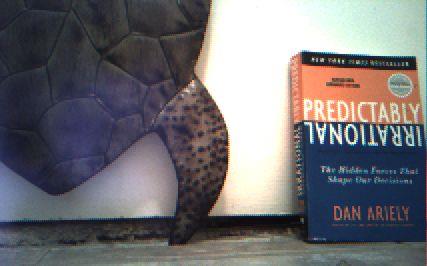 NEW YORK TIMES BESTSELLER
PREDICTABLY
IRRATIONAL
The Hidden Forces That
Shape Our Decisions
DAN ARIELY